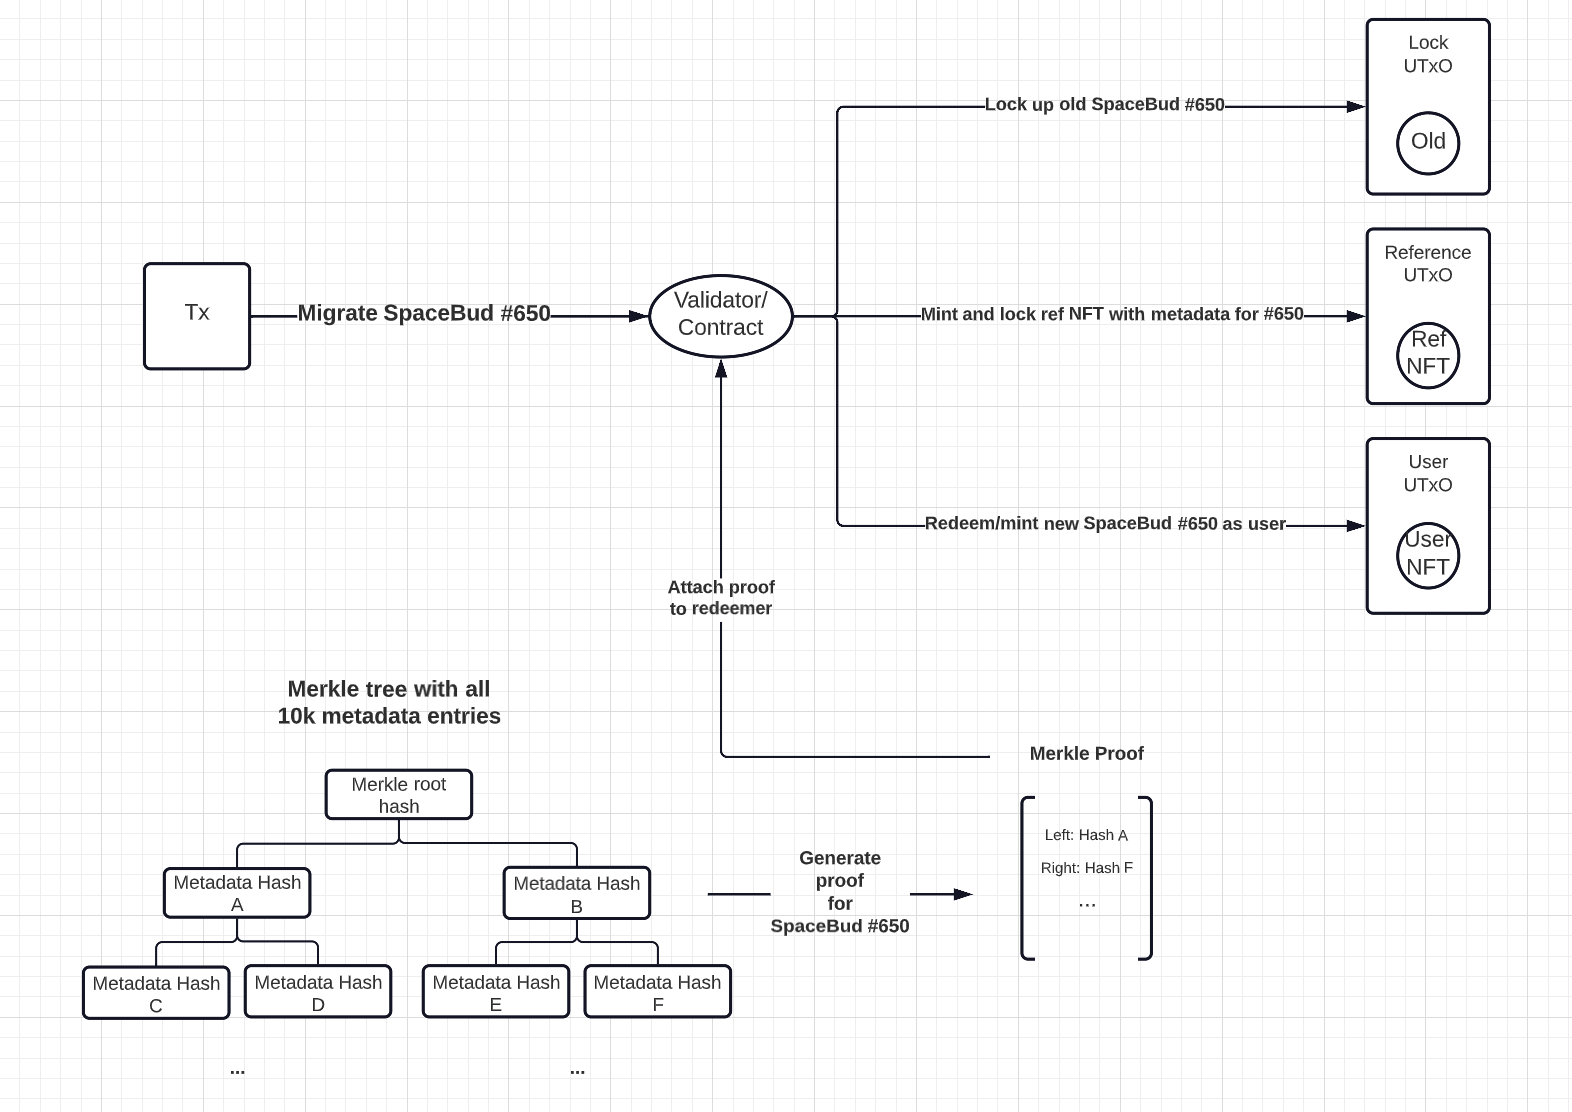 Lock
UTxO
Lock up old SpaceBud #650
Old
Reference
UTxO
Tx
Migrate SpaceBud #650
Validator/
Contract
Mint and lock ref NFT with metadata for #650
Ref
NFT
User
UTxO
Redeem/mint new SpaceBud #650 as user
User
NFT
Attach proof
to redeemer
Merkle tree with all
10k metadata entries
Merkle Proof
Merkle root
hash
Left: Hash A
Right: Hash F
...
Generate
proof
for
SpaceBud #650
Metadata Hash
A
Metadata Hash
B
Metadata Hash
C
Metadata Hash
D
Metadata Hash
E
Metadata Hash
F
...
...